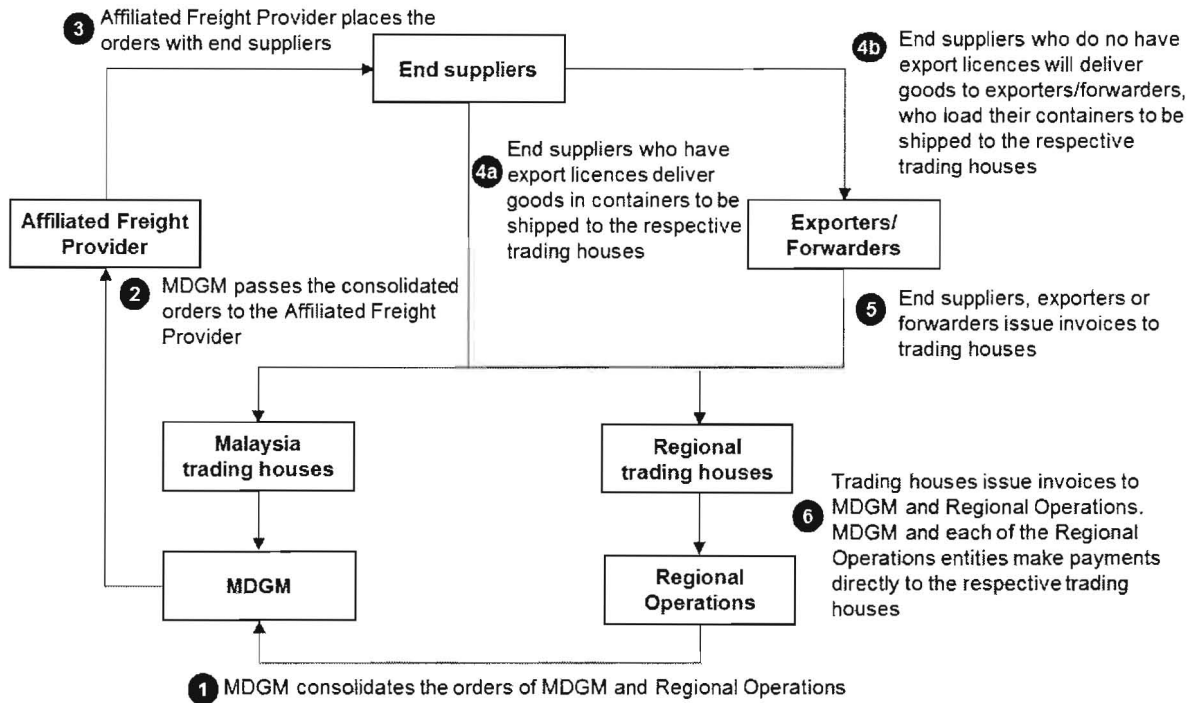 3 Affiliated Freight Provider places the
orders with end suppliers
End suppliers
4b End suppliers who do no have
export licences will deliver
goods to exporters/forwarders,
who load their containers to be
shipped to the respective
trading houses
4a End suppliers who have
export licences deliver
goods in containers to be
shipped to the respective
trading houses
Affiliated Freight
Provider
Exporters/
Forwarders
2 MDGM passes the consolidated
orders to the Affiliated Freight
Provider
5 End suppliers, exporters or
forwarders issue invoices to
trading houses
Malaysia
trading houses
Regional
trading houses
6 Trading houses issue invoices to
MDGM and Regional Operations.
MDGM and each of the Regional
Operations entities make payments
directly to the respective trading
houses
MDGM
Regional
Operations
1 MDGM consolidates the orders of MDGM and Regional Operations